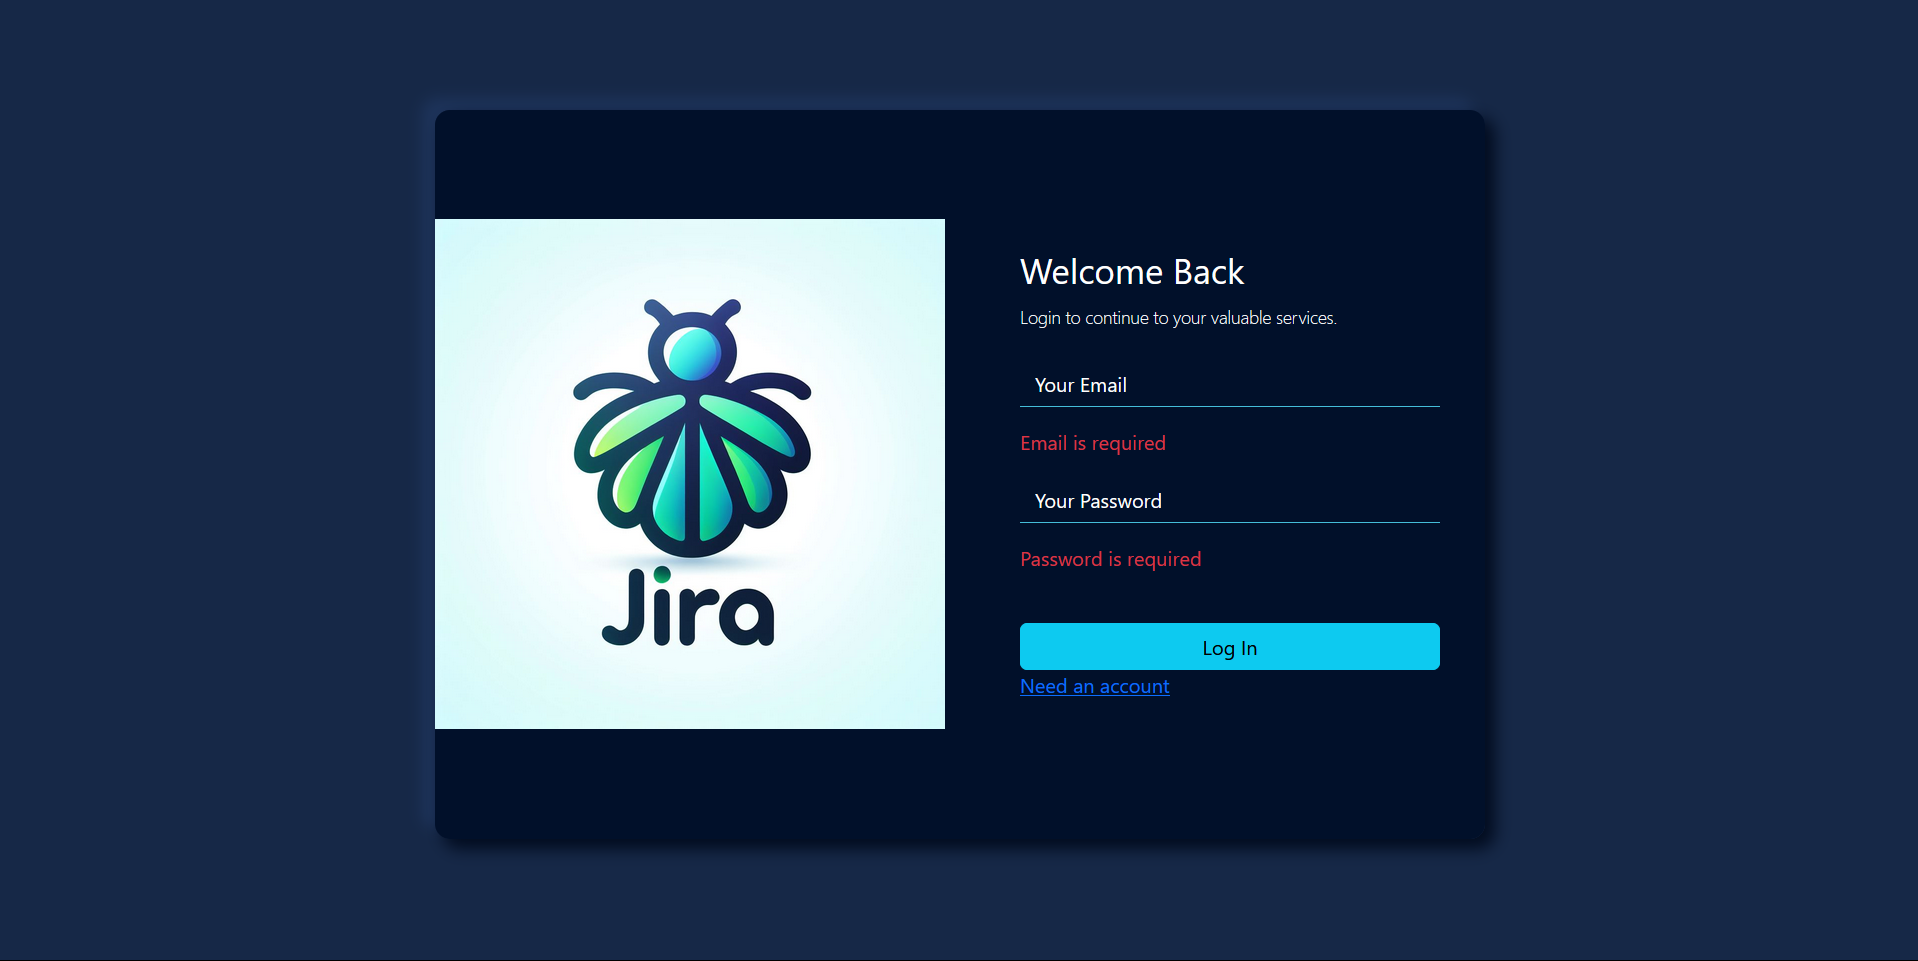 Jira
Welcome Back
Login to continue to your valuable services.
Your Email
Email is required
Your Password
Password is required
Log In
Need an account